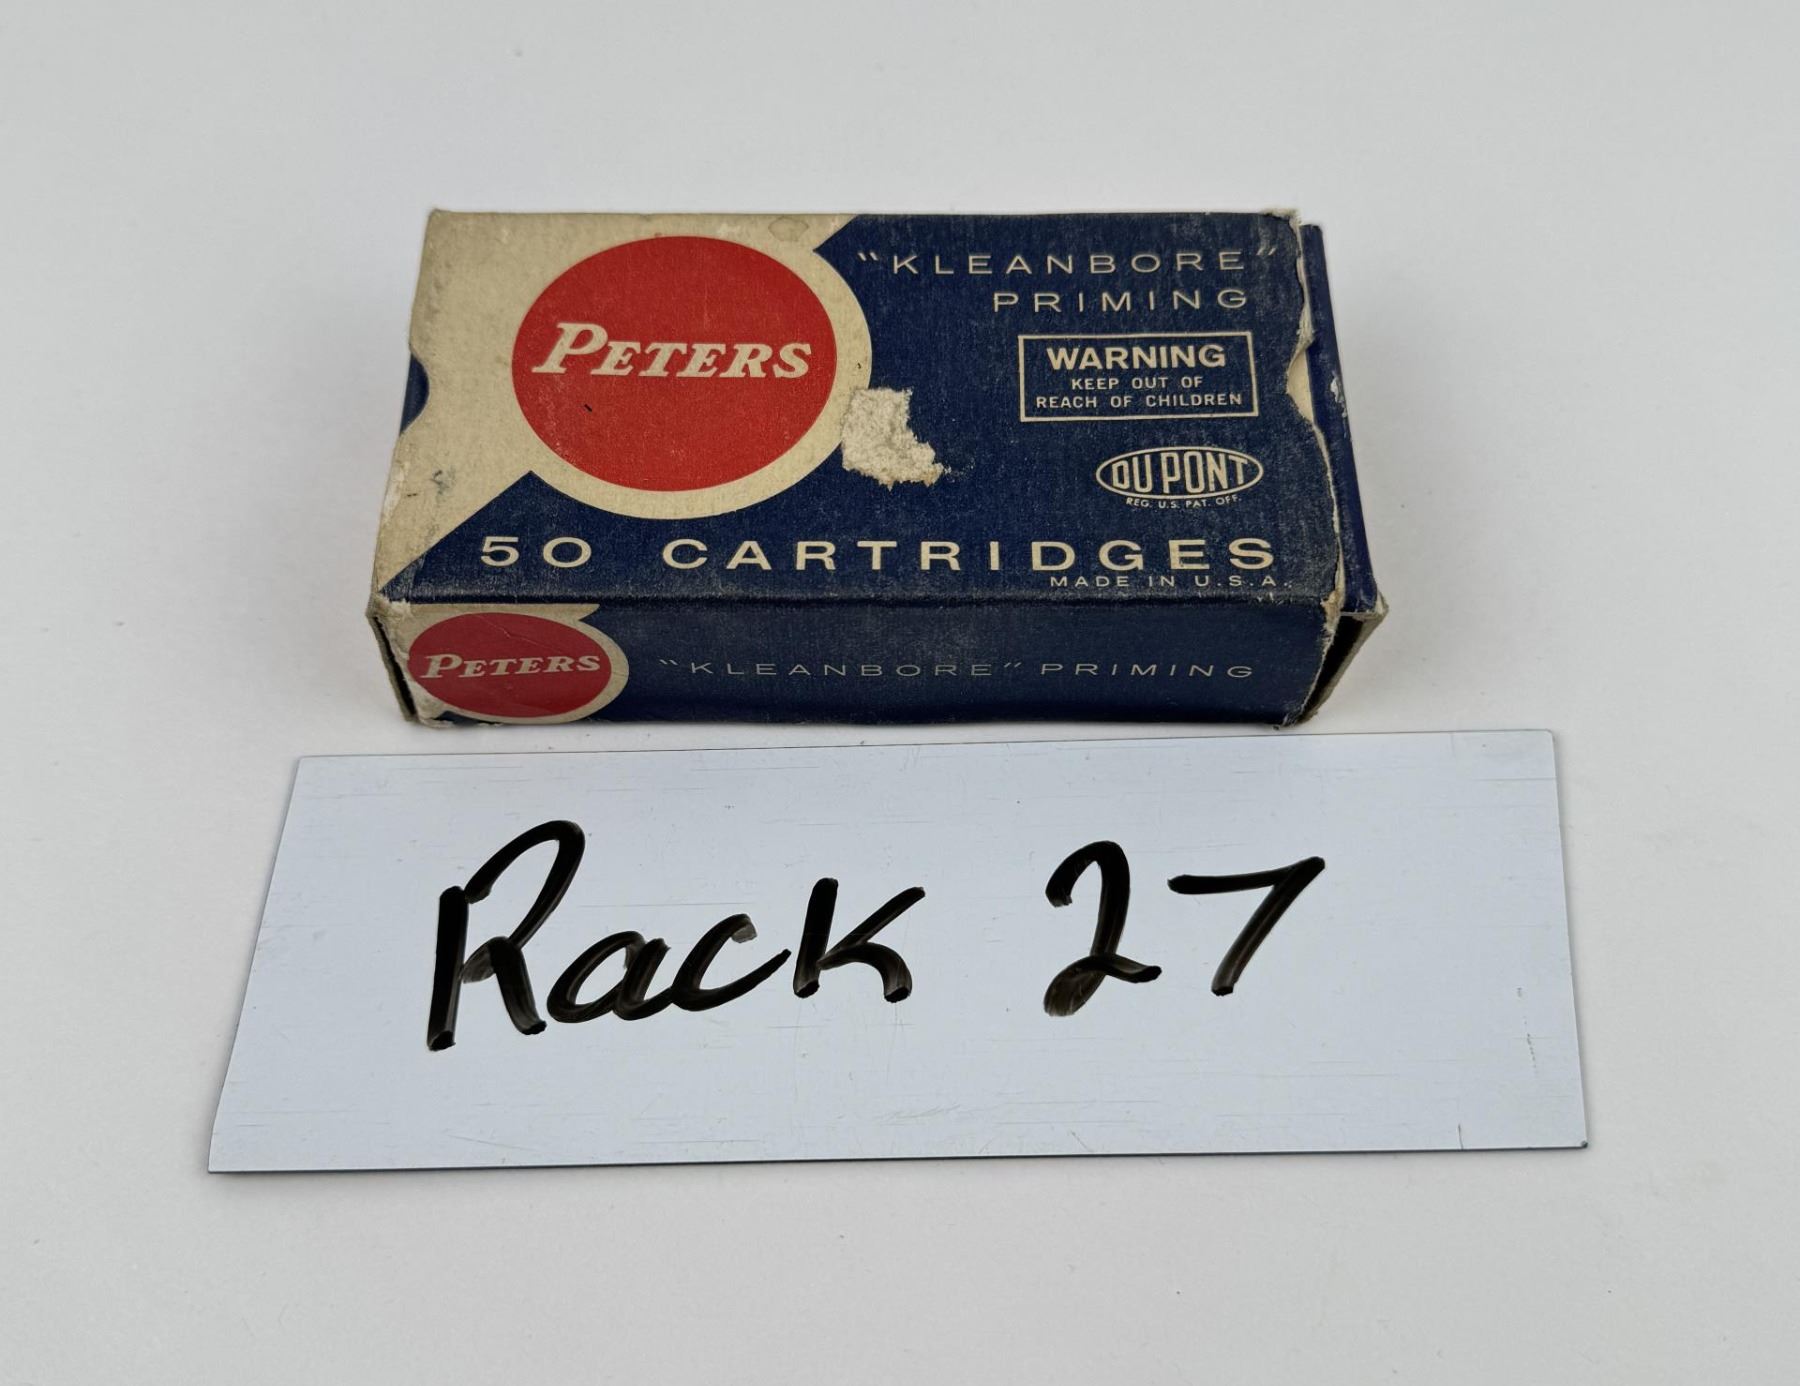 "KLEANBORE"
PRIMING
PETERS
WARNING
KEEP OUT OF
REACH OF CHILDREN
DU PONT
REG. U.S. PAT. OFF.
50 CARTRIDGES
MADE IN U.S.A.
PETERS "KLEANBORE" PRIMING
Rack 27